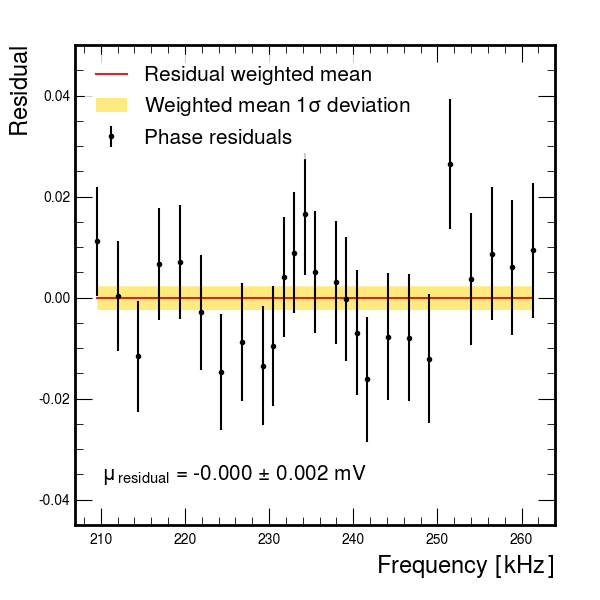 Residual
Residual weighted mean
Weighted mean 1σ deviation
Phase residuals
0.04
0.02
0.00
-0.02
-0.04
μ residual = -0.000 ± 0.002 mV
210 220 230 240 250 260
Frequency [kHz]